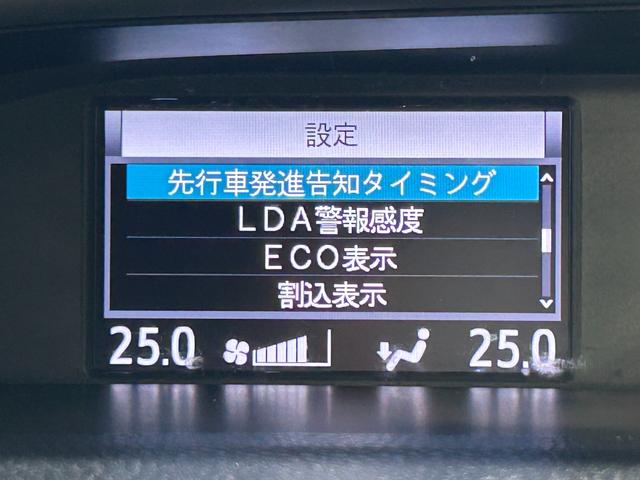 設定
先行車発進告知タイミング
LDA警報感度
ECO表示
割込表示
25.0 25.0